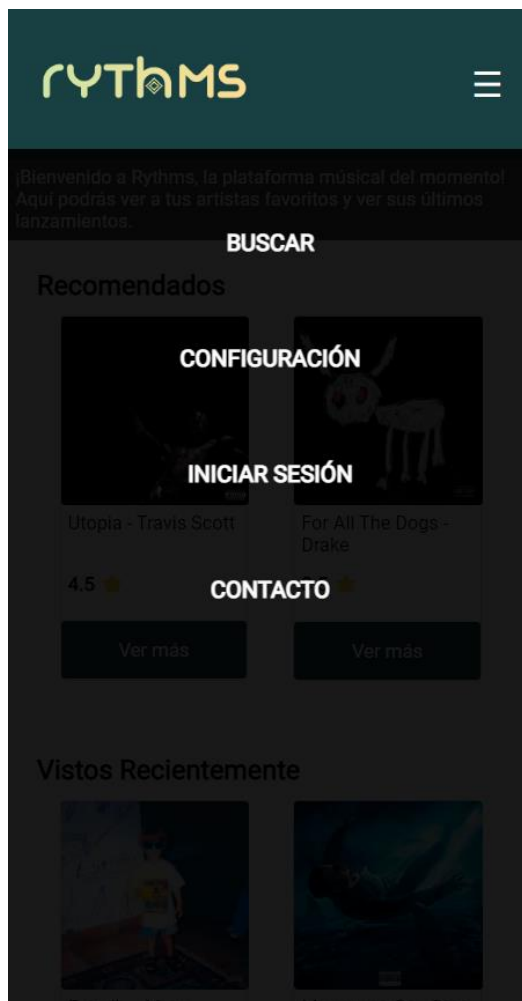 rythms
☰
¡Bienvenido a Rythms, la plataforma músical del momento!
Aquí podrás ver a tus artistas favoritos y ver sus últimos
lanzamientos.
BUSCAR
Recomendados
CONFIGURACIÓN
INICIAR SESIÓN
Utopia - Travis Scott
For All The Dogs -
Drake
4.5
CONTACTO
Ver más
Ver más
Vistos Recientemente